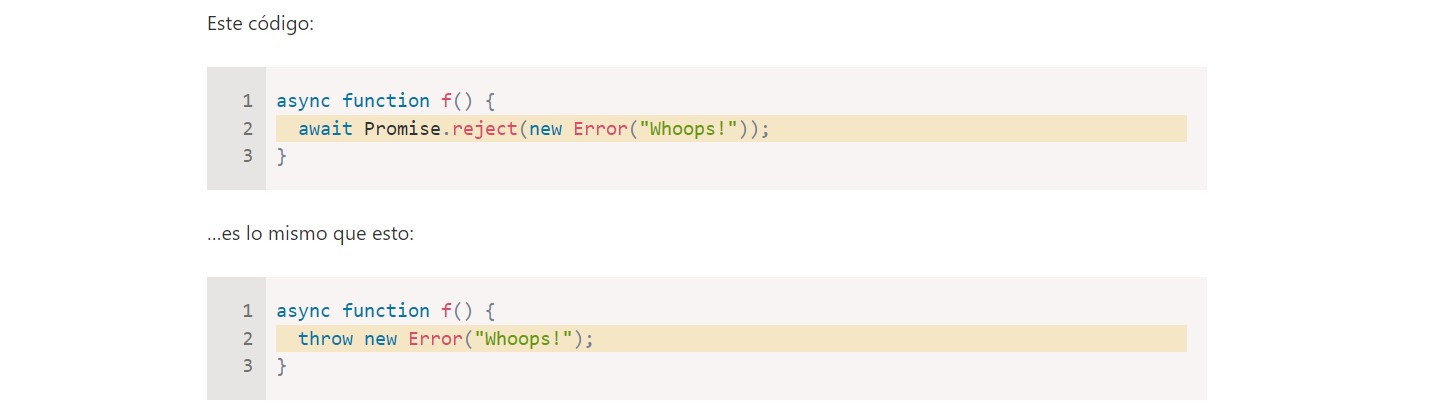 Este código:
1 async function f() {
2   await Promise.reject(new Error("Whoops!"));
3 }
…es lo mismo que esto:
1 async function f() {
2   throw new Error("Whoops!");
3 }